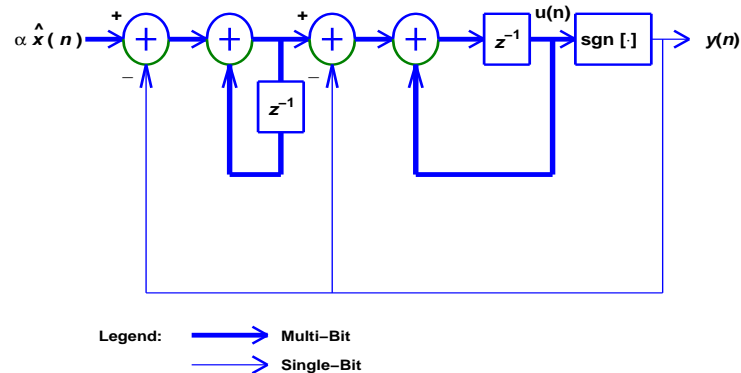 + + u(n)
α x̂(n) + + + + z⁻¹ sgn [·] y(n)
− −
z⁻¹
Legend: Multi−Bit
Single−Bit